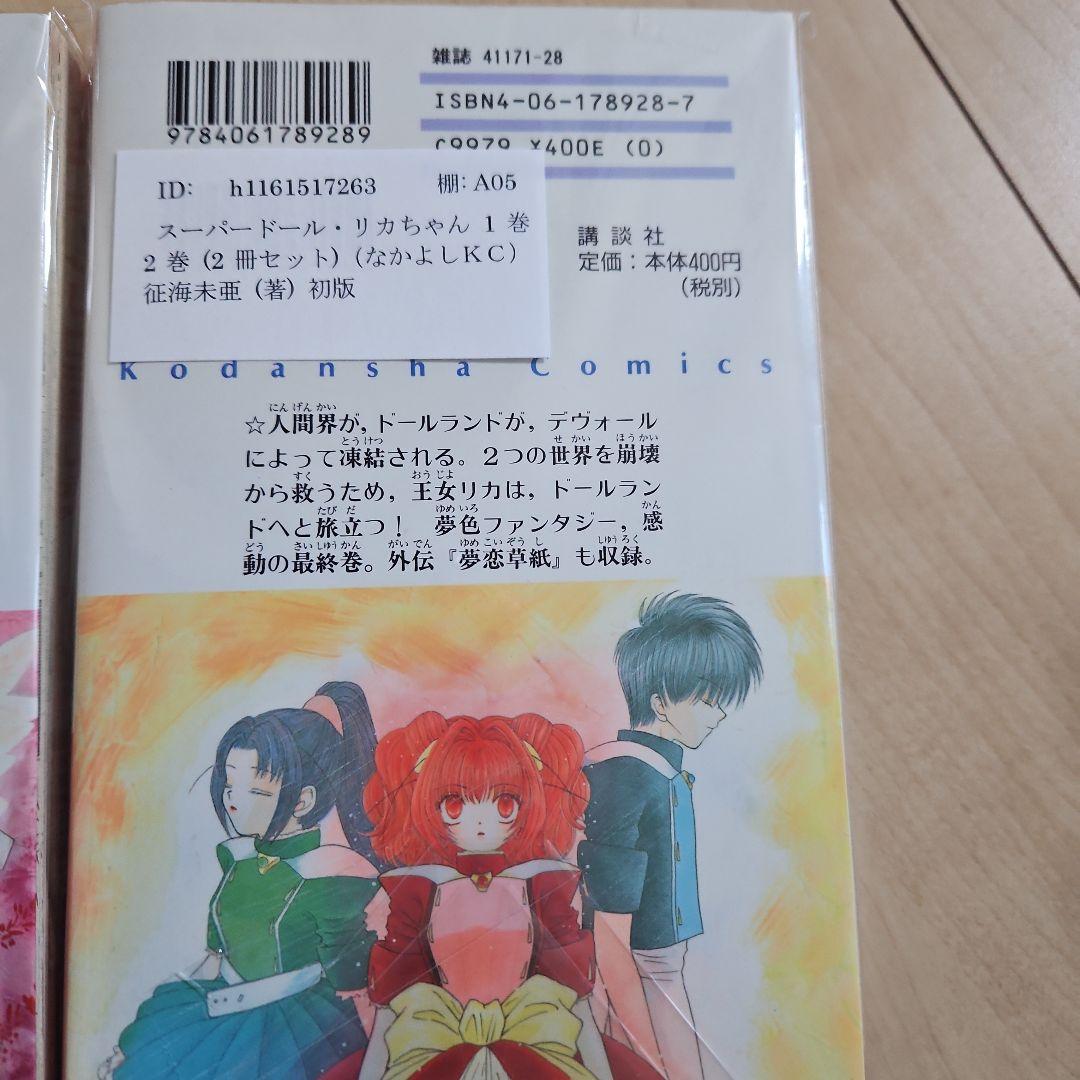 雑誌 41171-28
ISBN4-06-178928-7
9784061789289
C9979 ¥400E (0)
ID: h1161517263 棚: A05
スーパードール・リカちゃん 1 巻
2 巻 (2 冊セット) (なかよしKC)
征海未亜 (著) 初版
講談社
定価：本体400円
(税別)
Kodansha Comics
☆人間界が，ドールランドが，デヴォール
によって凍結される。2つの世界を崩壊
から救うため，王女リカは，ドールラン
ドへと旅立つ！ 夢色ファンタジー，感
動の最終巻。外伝『夢恋草紙』も収録。